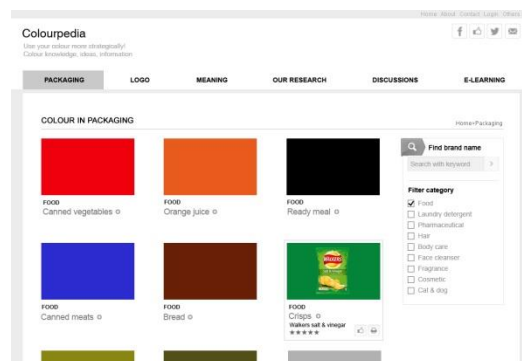 Home About Contact Login Others
Colourpedia
Use your colour more strategically!
Colour knowledge, ideas, information
PACKAGING LOGO MEANING OUR RESEARCH DISCUSSIONS E-LEARNING
COLOUR IN PACKAGING
Home>Packaging
Find brand name
Search with keyword
Filter category
Food
Laundry detergent
Pharmaceutical
Hair
Body care
Face cleanser
Fragrance
Cosmetic
Cat & dog
FOOD
Canned vegetables
FOOD
Orange juice
FOOD
Ready meal
FOOD
Canned meats
FOOD
Bread
WALKERS
FOOD
Crisps
Walkers salt & vinegar